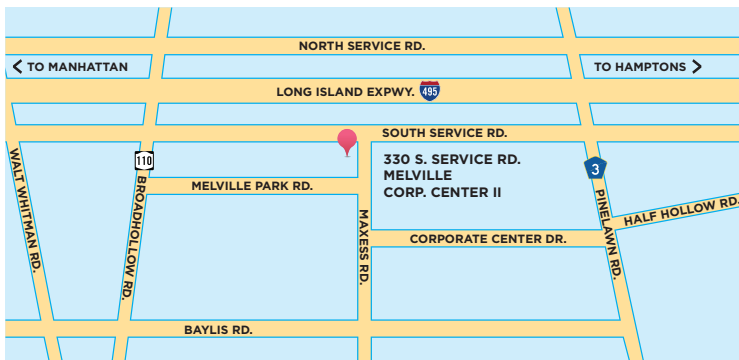 NORTH SERVICE RD.
TO MANHATTAN
TO HAMPTONS
LONG ISLAND EXPWY. 495
SOUTH SERVICE RD.
110
330 S. SERVICE RD.
MELVILLE
CORP. CENTER II
3
WALT WHITMAN RD.
BROADHOLLOW RD.
MELVILLE PARK RD.
MAXESS RD.
PINELAWN RD.
HALF HOLLOW RD.
CORPORATE CENTER DR.
BAYLIS RD.